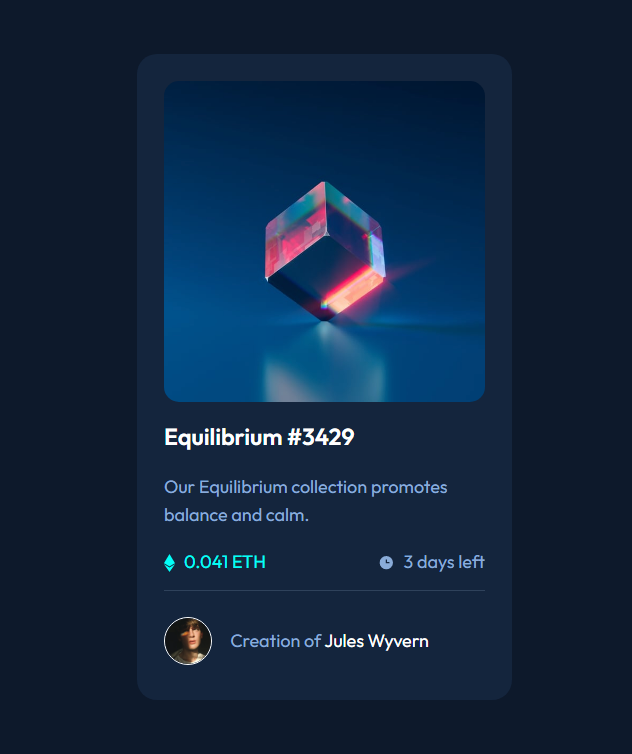 Equilibrium #3429
Our Equilibrium collection promotes
balance and calm.
0.041 ETH
3 days left
Creation of Jules Wyvern